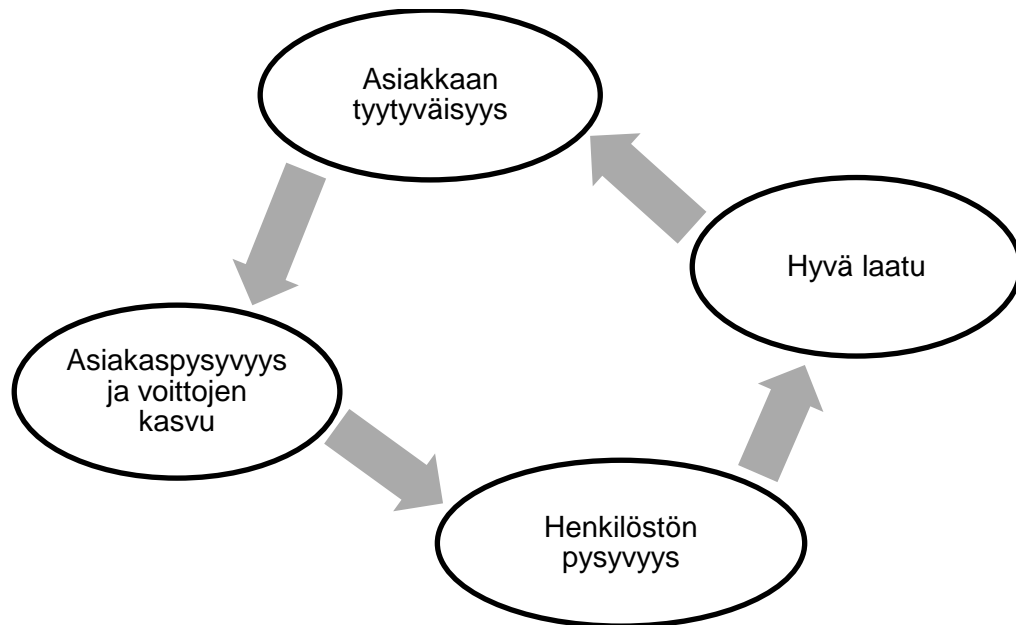 Asiakkaan
tyytyväisyys
Hyvä laatu
Asiakaspysyvyys
ja voittojen
kasvu
Henkilöstön
pysyvyys